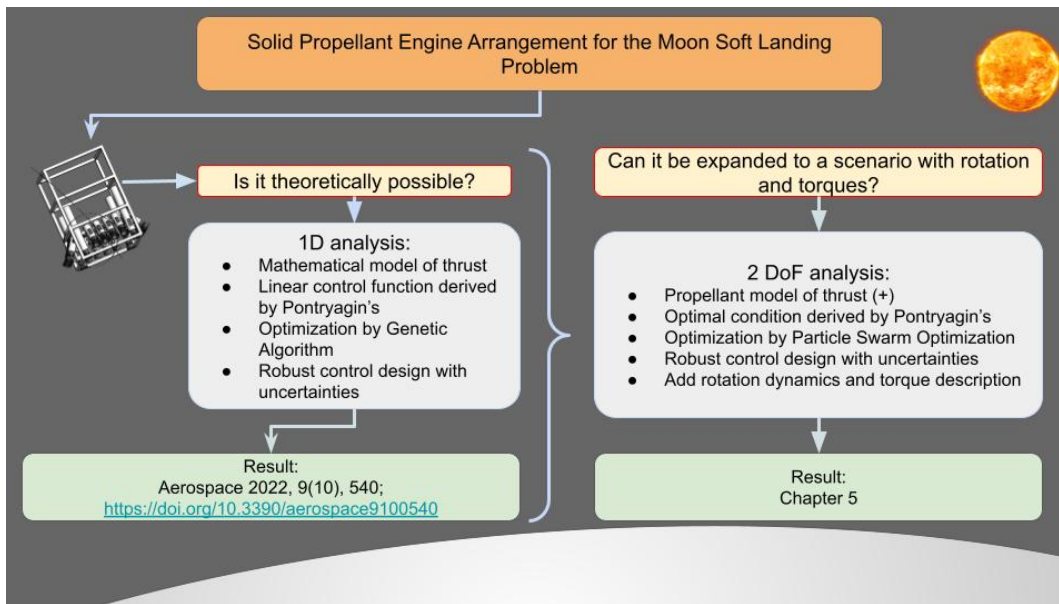 Solid Propellant Engine Arrangement for the Moon Soft Landing
Problem
Is it theoretically possible?
1D analysis:
● Mathematical model of thrust
● Linear control function derived
by Pontryagin's
● Optimization by Genetic
Algorithm
● Robust control design with
uncertainties
Result:
Aerospace 2022, 9(10), 540;
https://doi.org/10.3390/aerospace9100540
Can it be expanded to a scenario with rotation
and torques?
2 DoF analysis:
● Propellant model of thrust (+)
● Optimal condition derived by Pontryagin's
● Optimization by Particle Swarm Optimization
● Robust control design with uncertainties
● Add rotation dynamics and torque description
Result:
Chapter 5